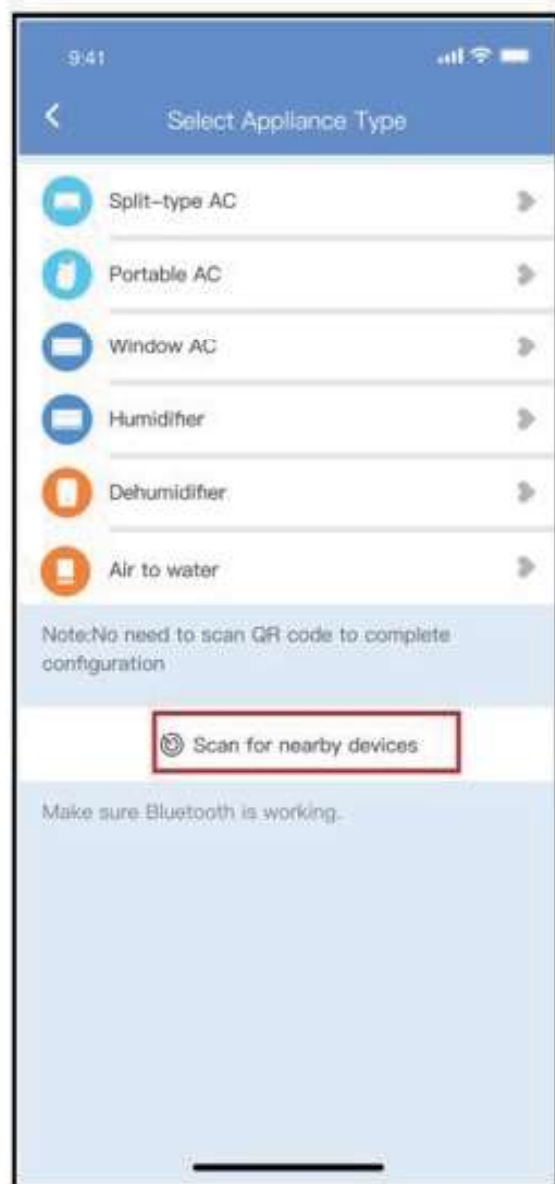 9:41
Select Appliance Type
Split-type AC
Portable AC
Window AC
Humidifier
Dehumidifier
Air to water
Note:No need to scan QR code to complete
configuration
Scan for nearby devices
Make sure Bluetooth is working.